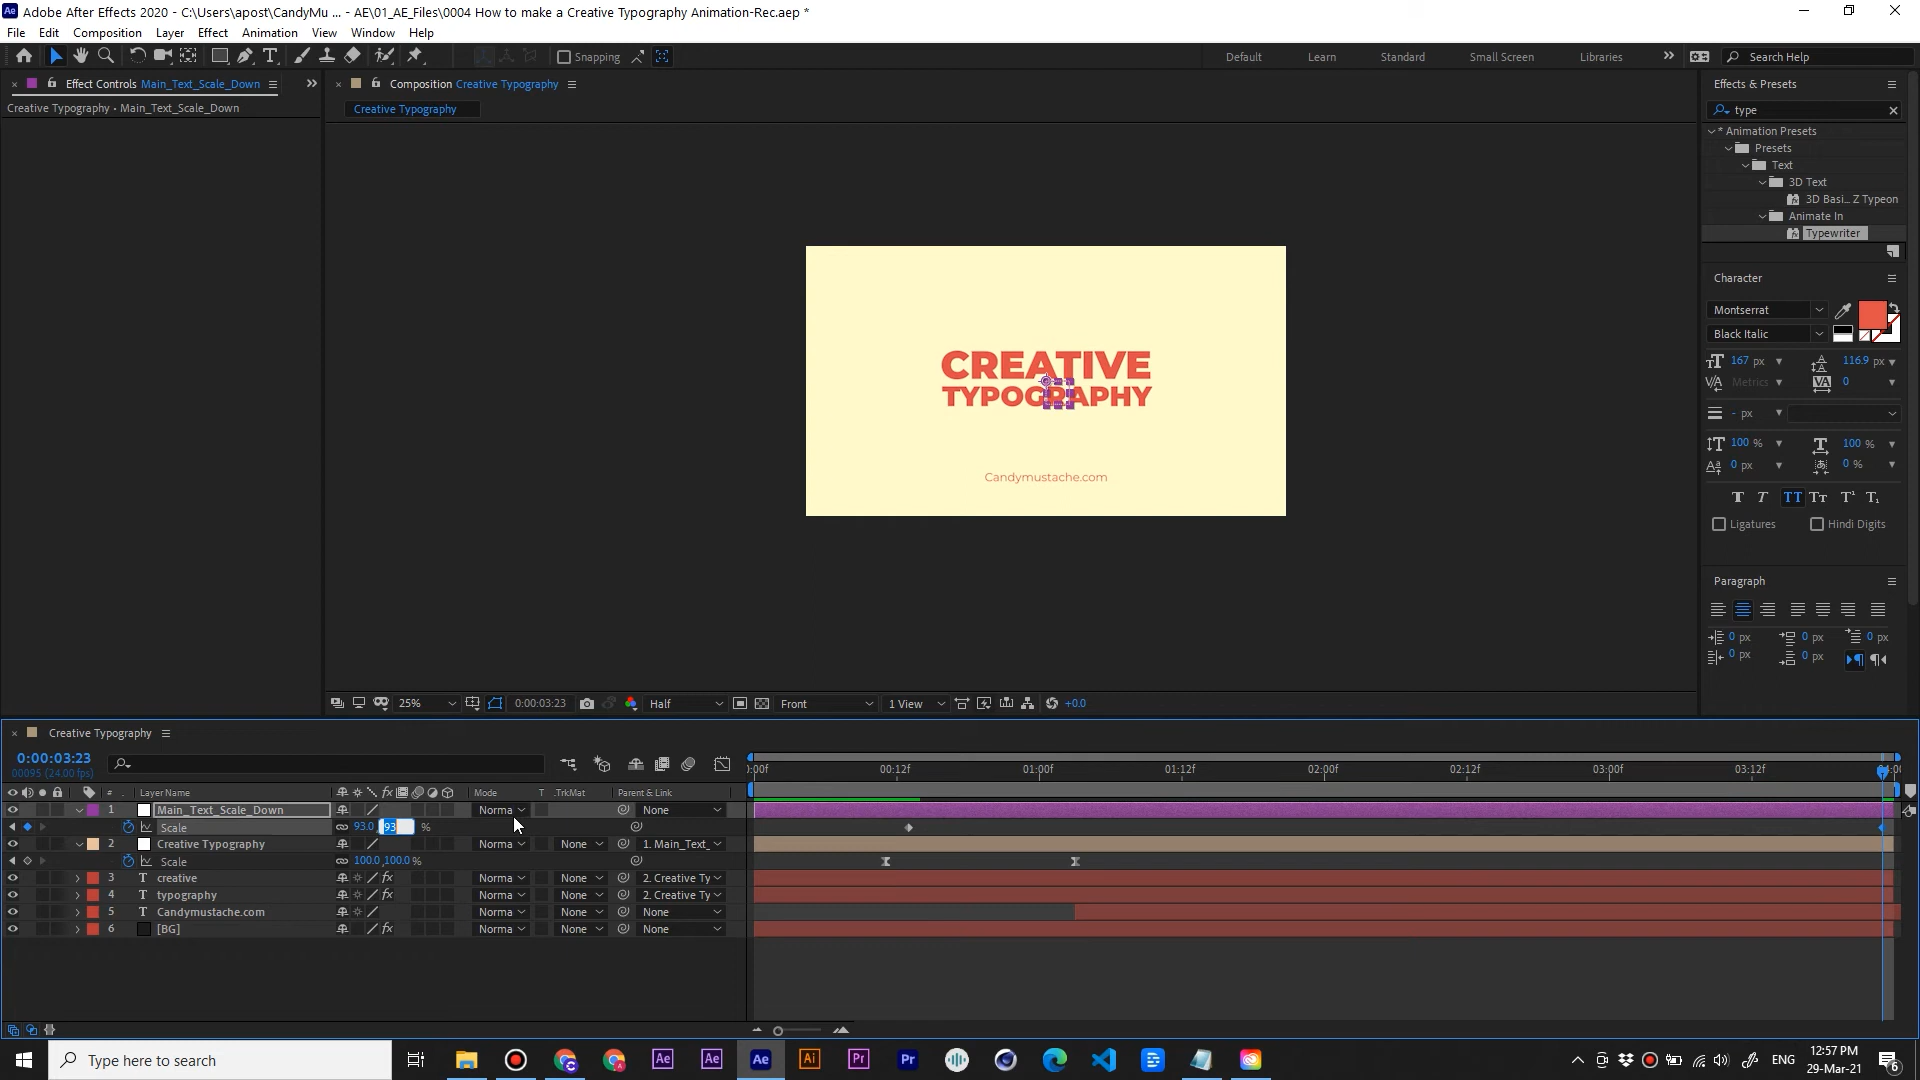 Adobe After Effects 2020 - C:\Users\apost\CandyMu ... - AE\01_AE_Files\0004 How to make a Creative Typography Animation-Rec.aep *
File Edit Composition Layer Effect Animation View Window Help
Snapping
Default Learn Standard Small Screen Libraries Search Help
Effect Controls Main_Text_Scale_Down
Creative Typography • Main_Text_Scale_Down
Composition Creative Typography
Creative Typography
CREATIVE
TYPOGRAPHY
Candymustache.com
25% 0:00:03:23 Half Front 1 View +0.0
Effects & Presets
type
* Animation Presets
Presets
Text
3D Text
3D Basi... Z Typeon
Animate In
Typewriter
Character
Montserrat
Black Italic
167 px 116.9 px
Metrics 0
- px
100 % 100 %
0 px 0 %
Ligatures Hindi Digits
Paragraph
0 px 0 px 0 px
0 px 0 px
Creative Typography
0:00:03:23
00095 (24.00 fps)
:00f 00:12f 01:00f 01:12f 02:00f 02:12f 03:00f 03:12f
# Layer Name Mode T .TrkMat Parent & Link
1 Main_Text_Scale_Down Norma None
Scale 93.0, 93 %
2 Creative Typography Norma None 1. Main_Text_
Scale 100.0,100.0%
3 T creative Norma None 2. Creative Ty
4 T typography Norma None 2. Creative Ty
5 T Candymustache.com Norma None None
6 [BG] Norma None None
Type here to search
ENG
12:57 PM
29-Mar-21
6